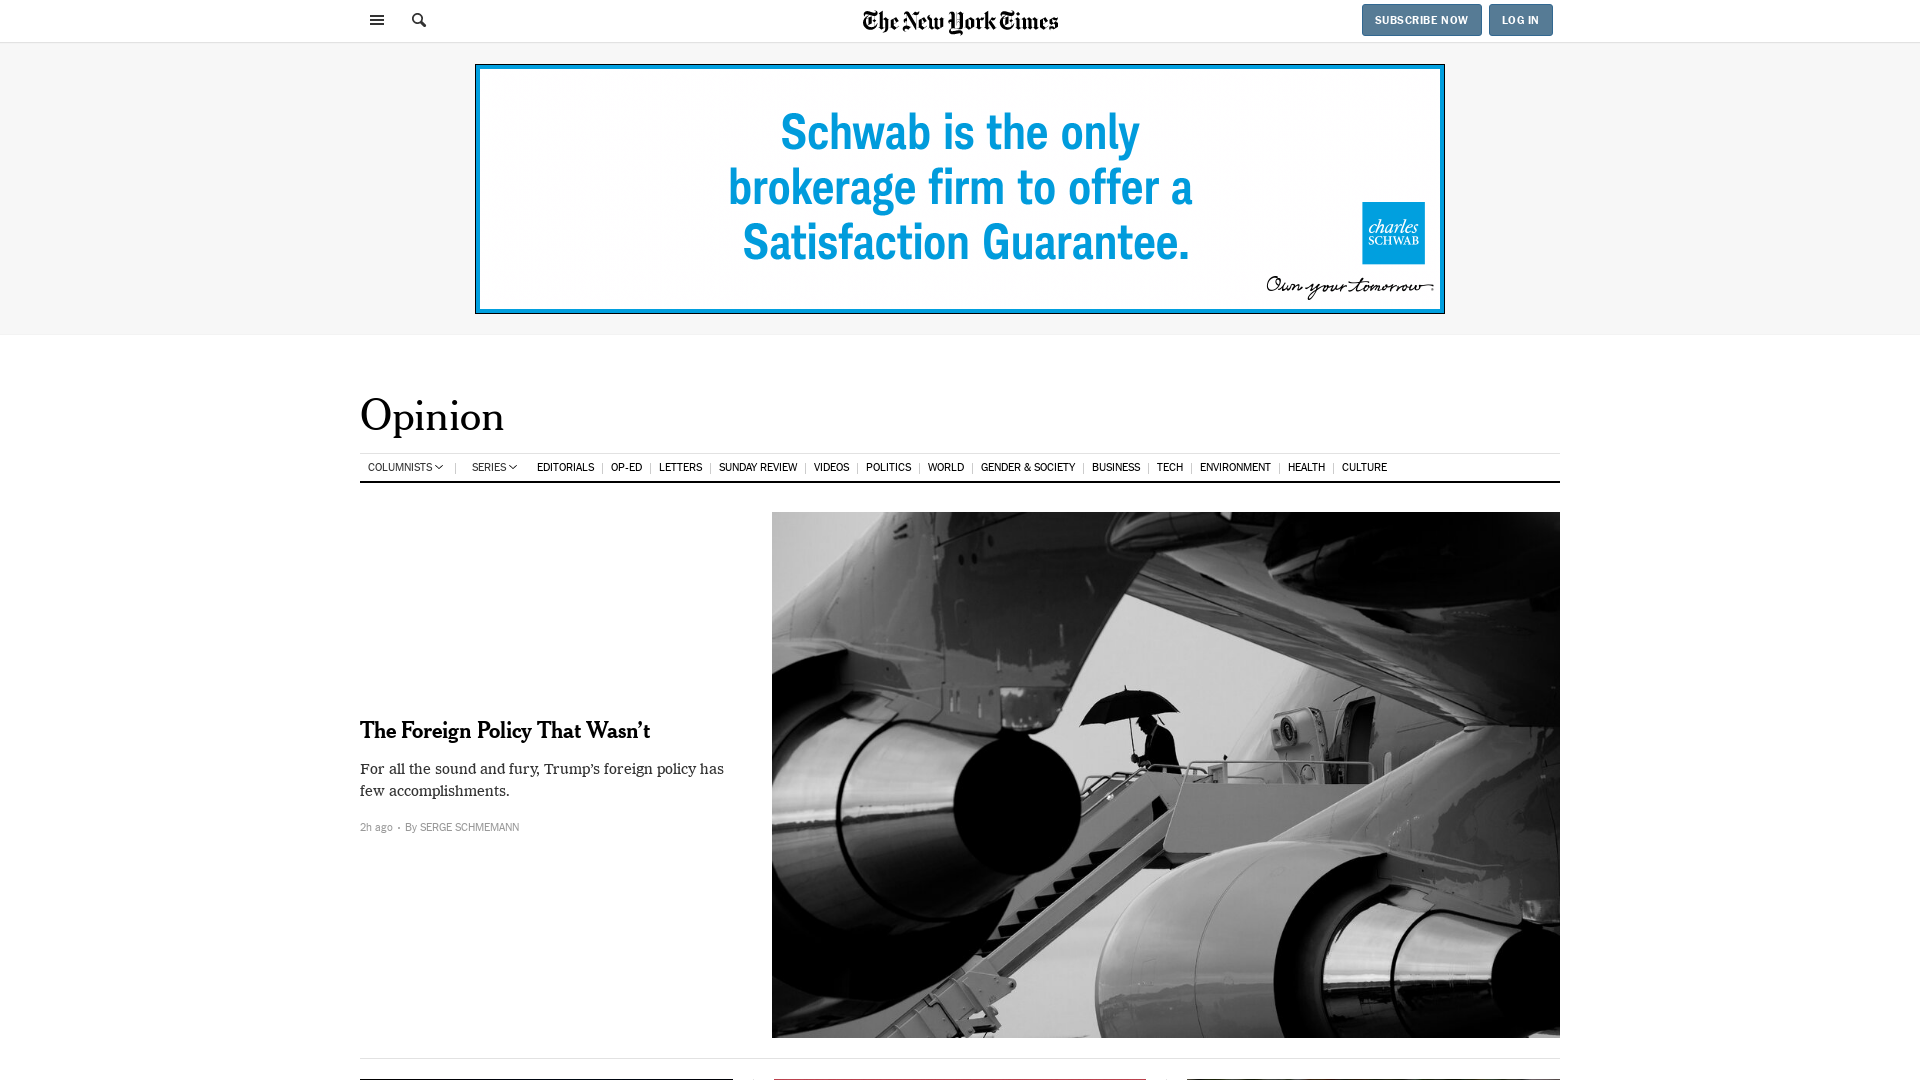 The New York Times
SUBSCRIBE NOW
LOG IN
Schwab is the only
brokerage firm to offer a
Satisfaction Guarantee.
charles
SCHWAB
Own your tomorrow.
Opinion
COLUMNISTS SERIES EDITORIALS OP-ED LETTERS SUNDAY REVIEW VIDEOS POLITICS WORLD GENDER & SOCIETY BUSINESS TECH ENVIRONMENT HEALTH CULTURE
The Foreign Policy That Wasn’t
For all the sound and fury, Trump’s foreign policy has
few accomplishments.
2h ago · By SERGE SCHMEMANN